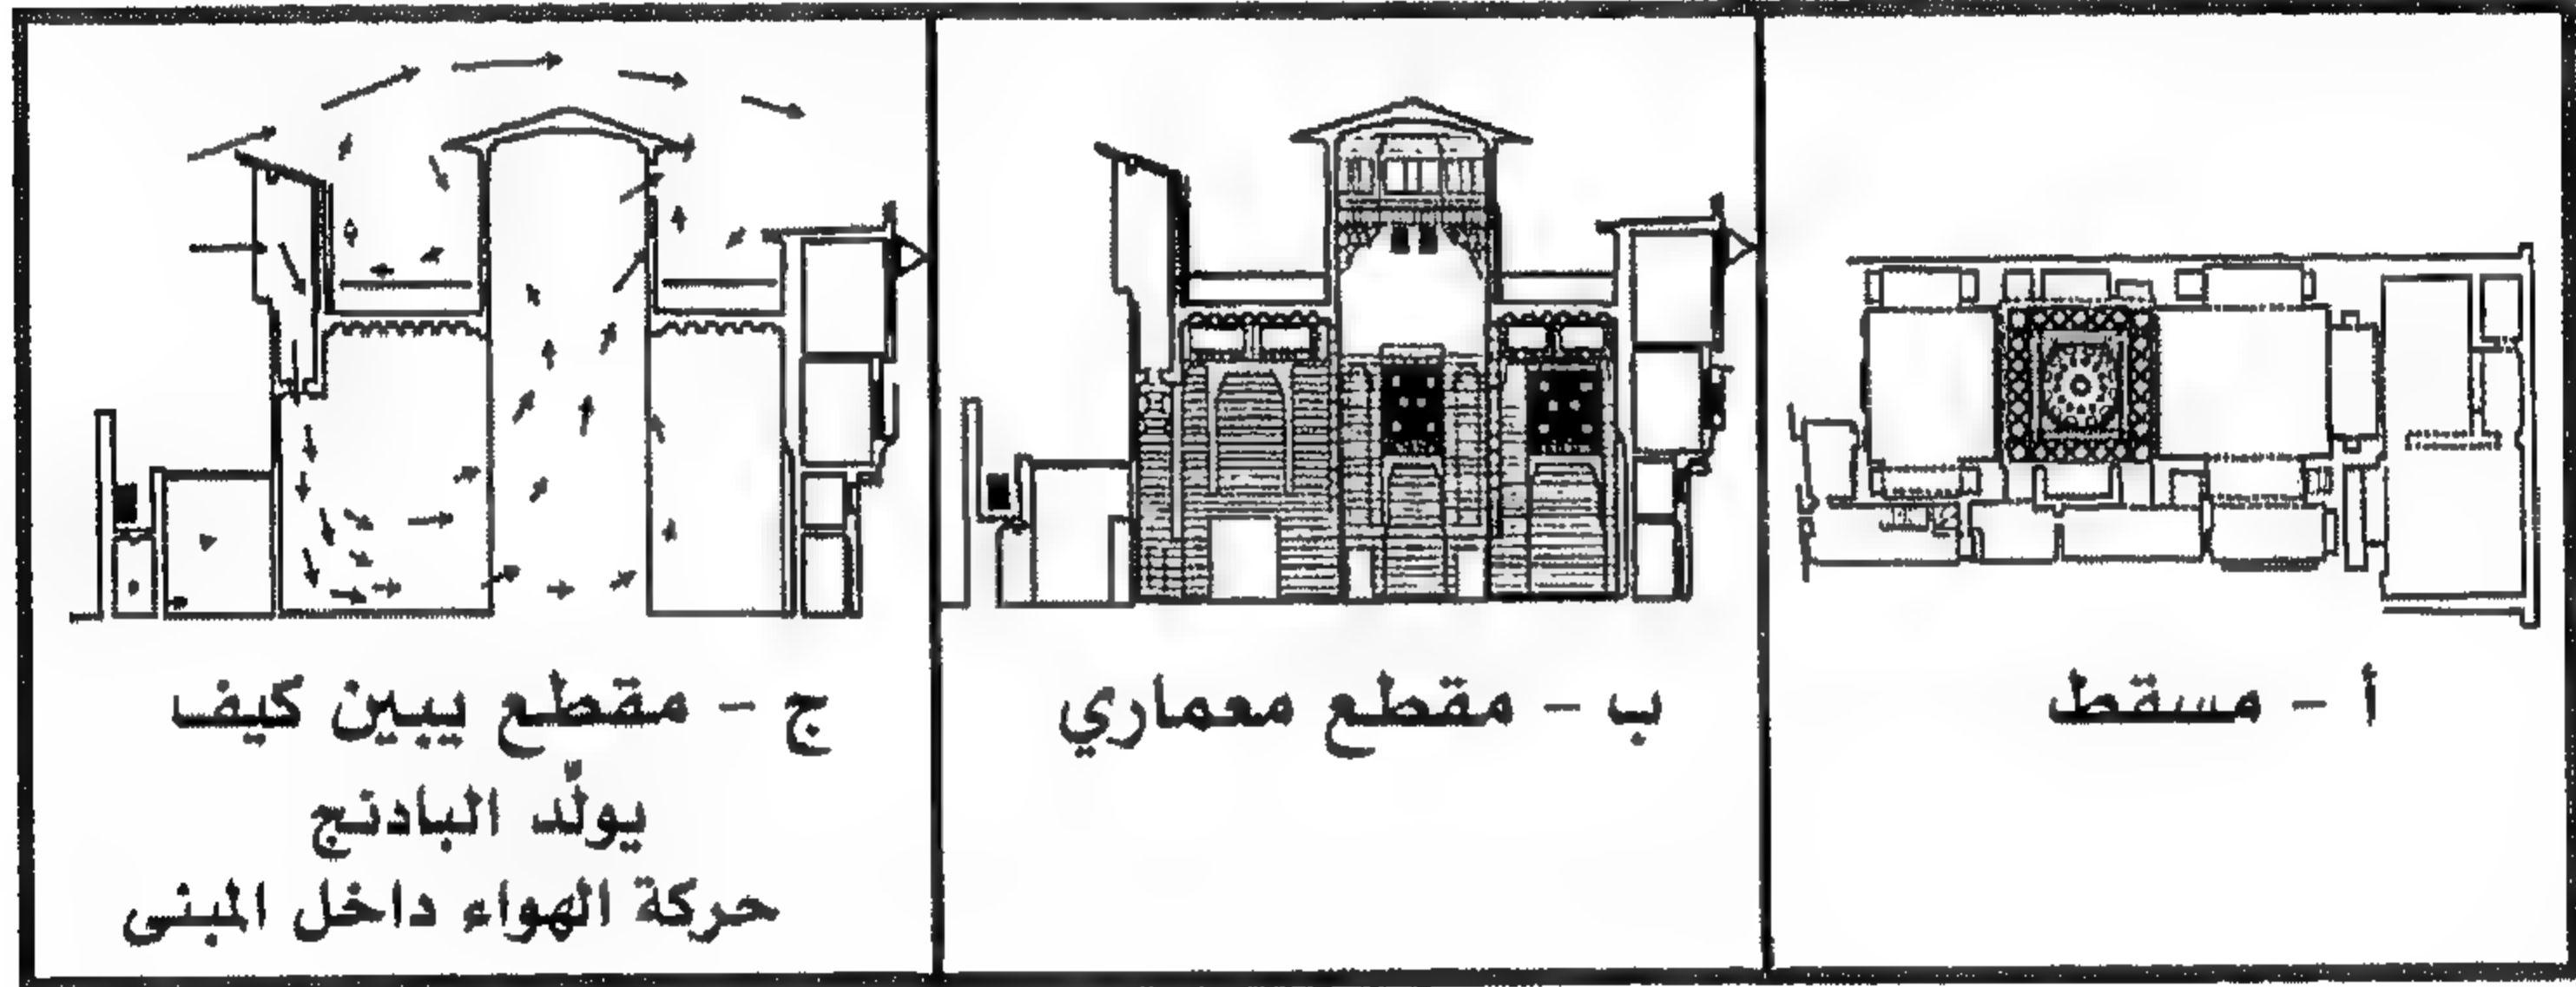 أ - مسقط
ب - مقطع معماري
ج - مقطع يبين كيف
يولّد البادنج
حركة الهواء داخل المبنى